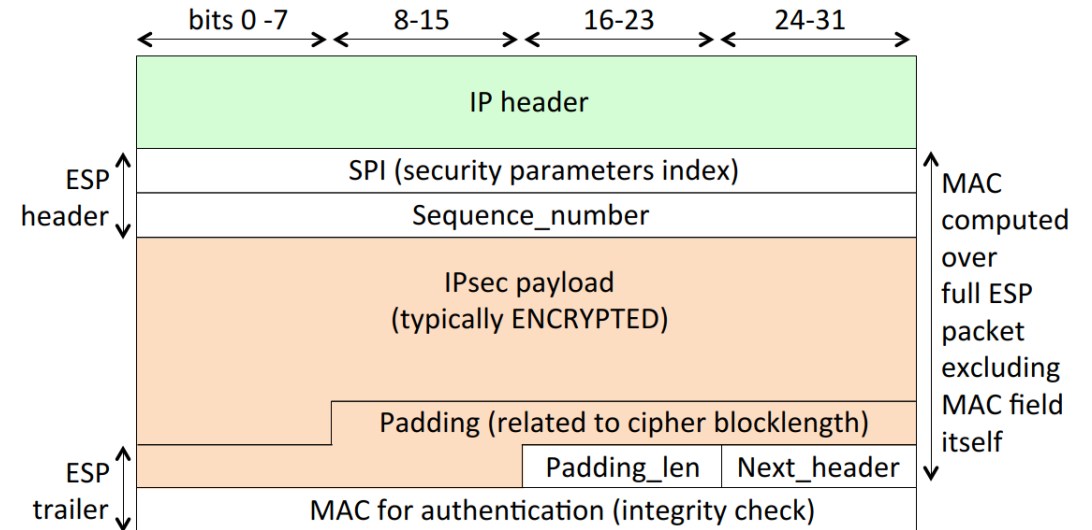 bits 0 -7
8-15
16-23
24-31
IP header
ESP
header
SPI (security parameters index)
Sequence_number
IPsec payload
(typically ENCRYPTED)
Padding (related to cipher blocklength)
Padding_len
Next_header
ESP
trailer
MAC for authentication (integrity check)
MAC
computed
over
full ESP
packet
excluding
MAC field
itself